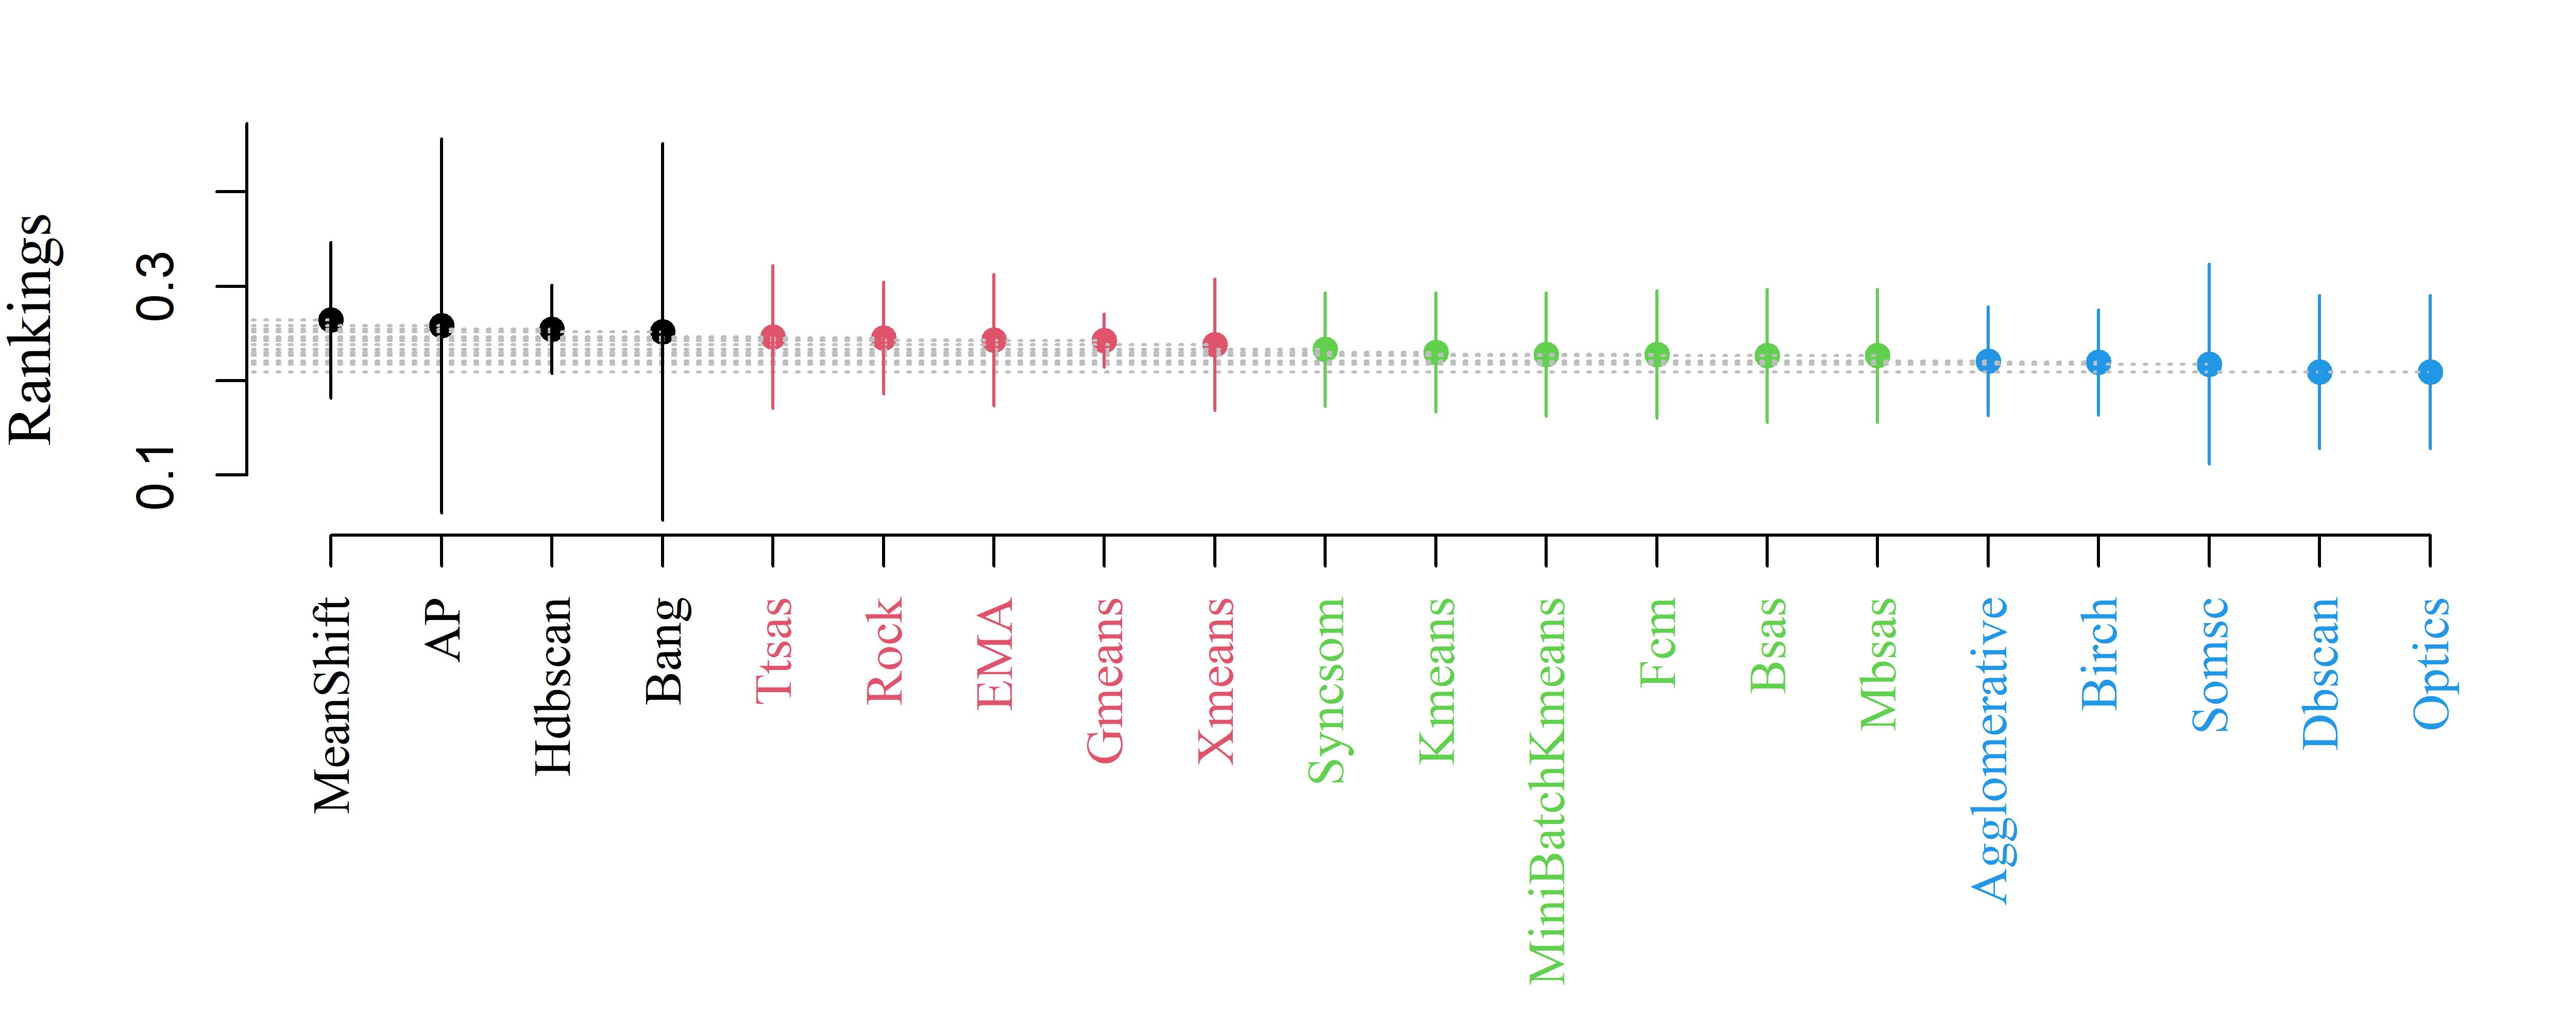 Rankings
0.3
0.1
MeanShift
AP
Hdbscan
Bang
Ttsas
Rock
EMA
Gmeans
Xmeans
Syncsom
Kmeans
MiniBatchKmeans
Fcm
Bsas
Mbsas
Agglomerative
Birch
Somsc
Dbscan
Optics